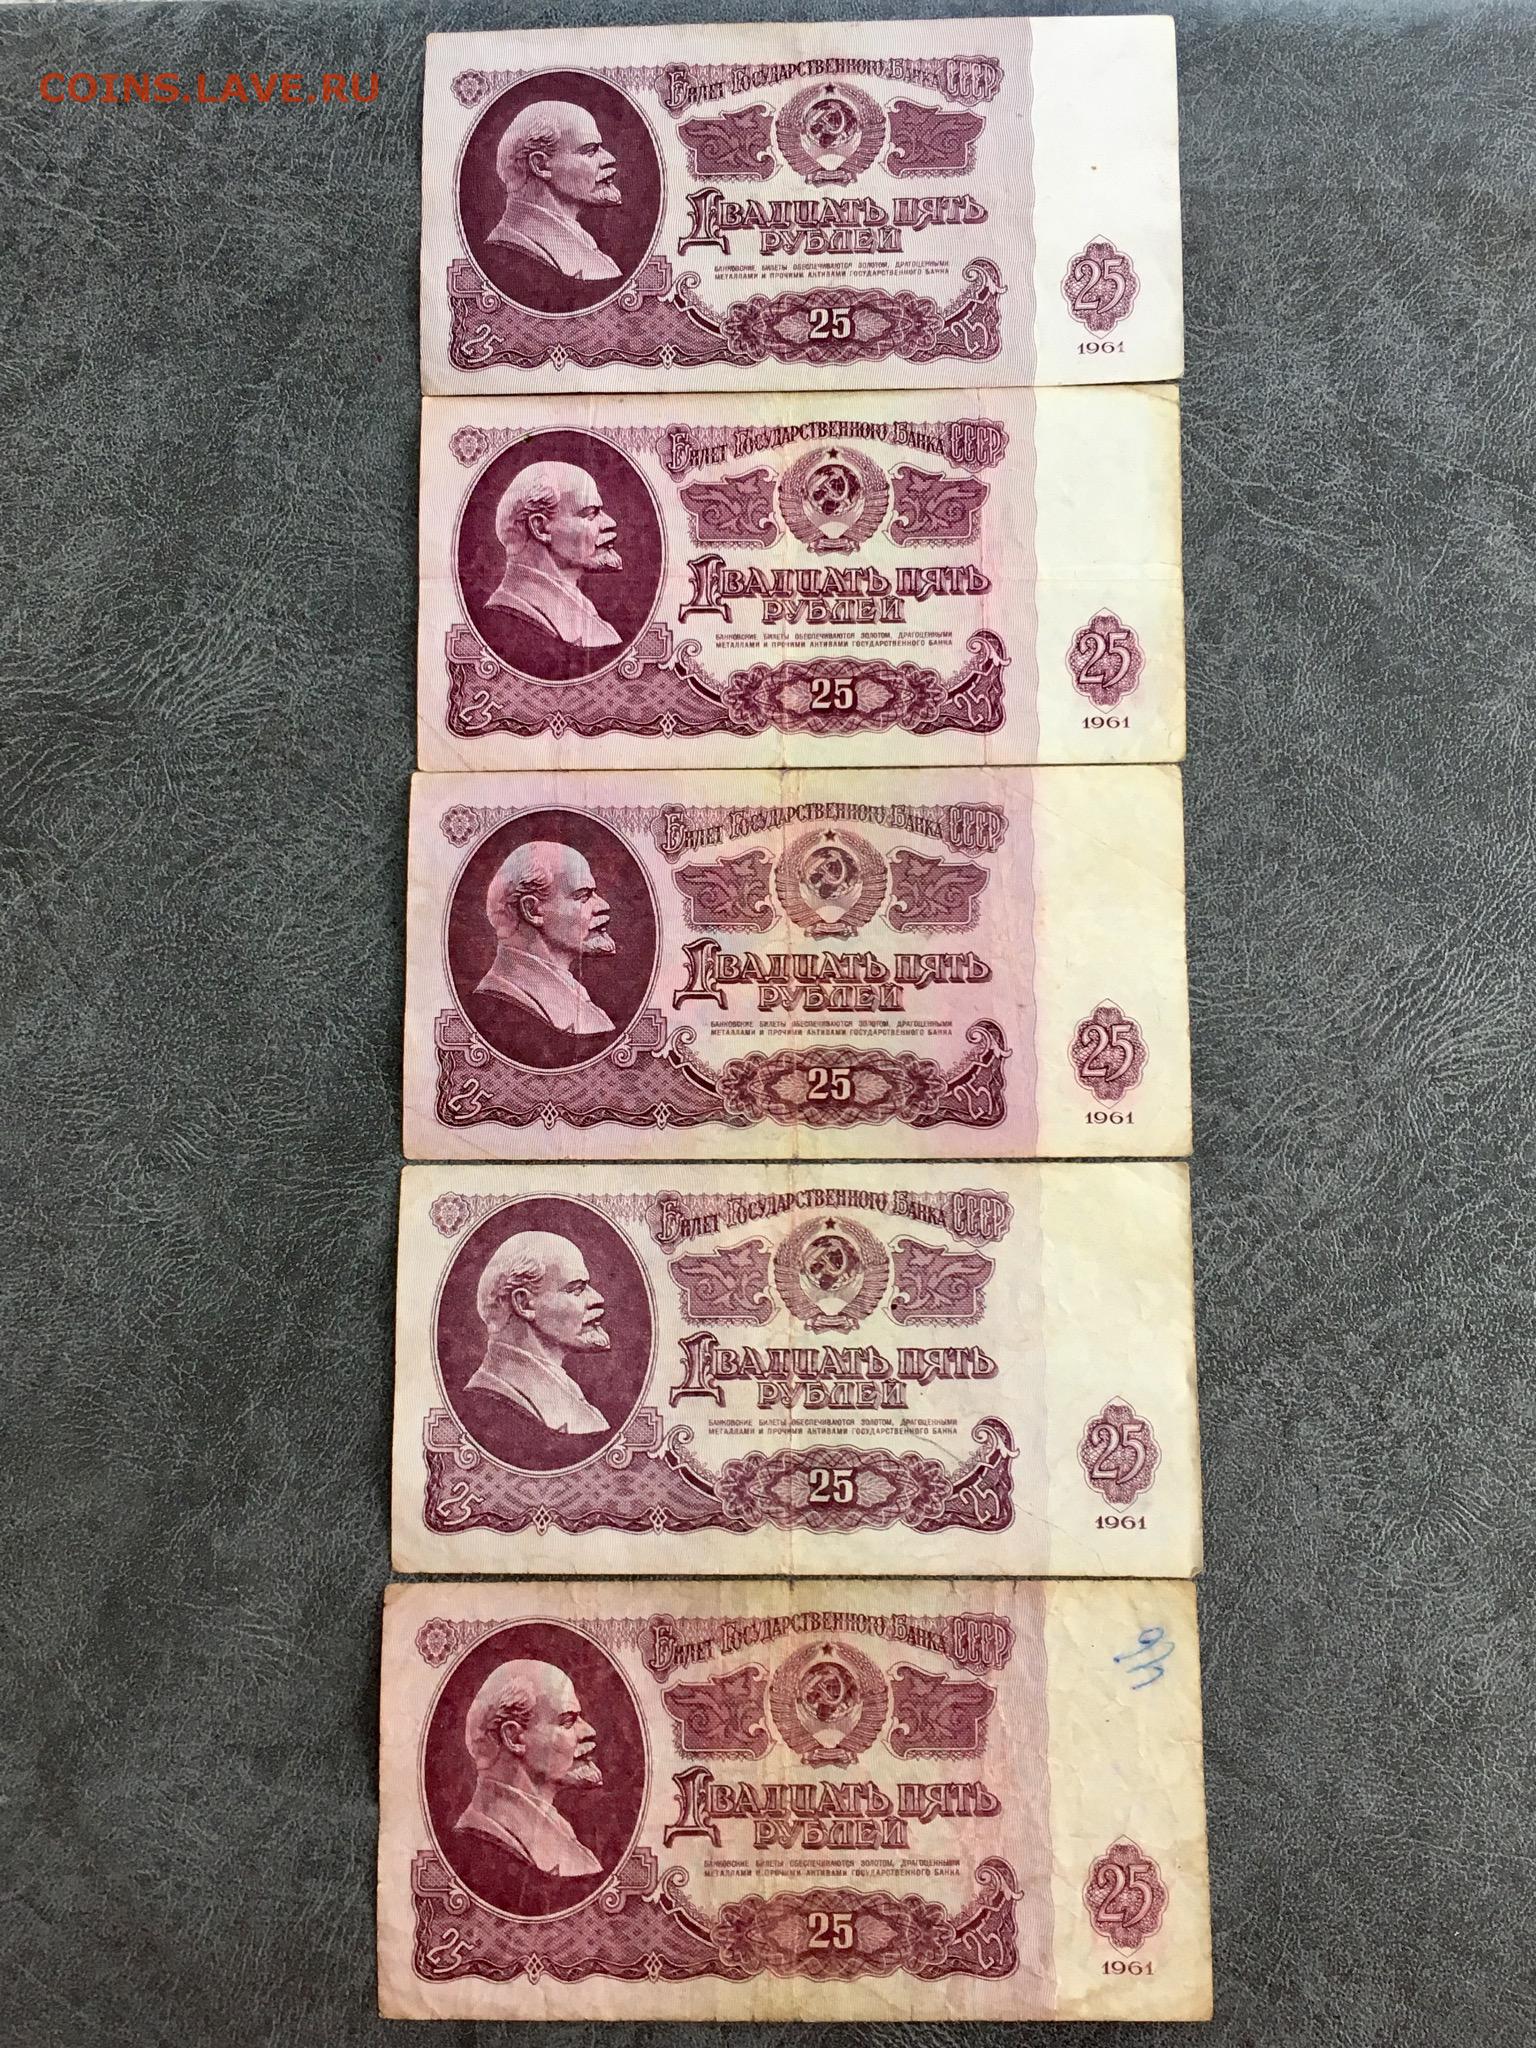 COINS.LAVE.RU
Билет Государственного Банка СССР
Двадцать пять
рублей
Банковские билеты обеспечиваются золотом, драгоценными
металлами и прочими активами государственного банка
25
25 25 25
1961
Билет Государственного Банка СССР
Двадцать пять
рублей
Банковские билеты обеспечиваются золотом, драгоценными
металлами и прочими активами государственного банка
25
25 25 25
1961
Билет Государственного Банка СССР
Двадцать пять
рублей
Банковские билеты обеспечиваются золотом, драгоценными
металлами и прочими активами государственного банка
25
25 25 25
1961
Билет Государственного Банка СССР
Двадцать пять
рублей
Банковские билеты обеспечиваются золотом, драгоценными
металлами и прочими активами государственного банка
25
25 25 25
1961
Билет Государственного Банка СССР
Двадцать пять
рублей
Банковские билеты обеспечиваются золотом, драгоценными
металлами и прочими активами государственного банка
25
25 25 25
1961